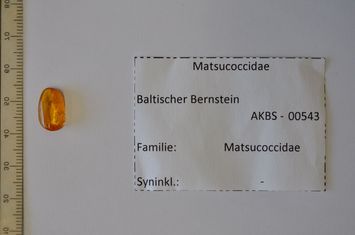 Matsucoccidae
Baltischer Bernstein
AKBS - 00543
Familie: Matsucoccidae
Syninkl.: -